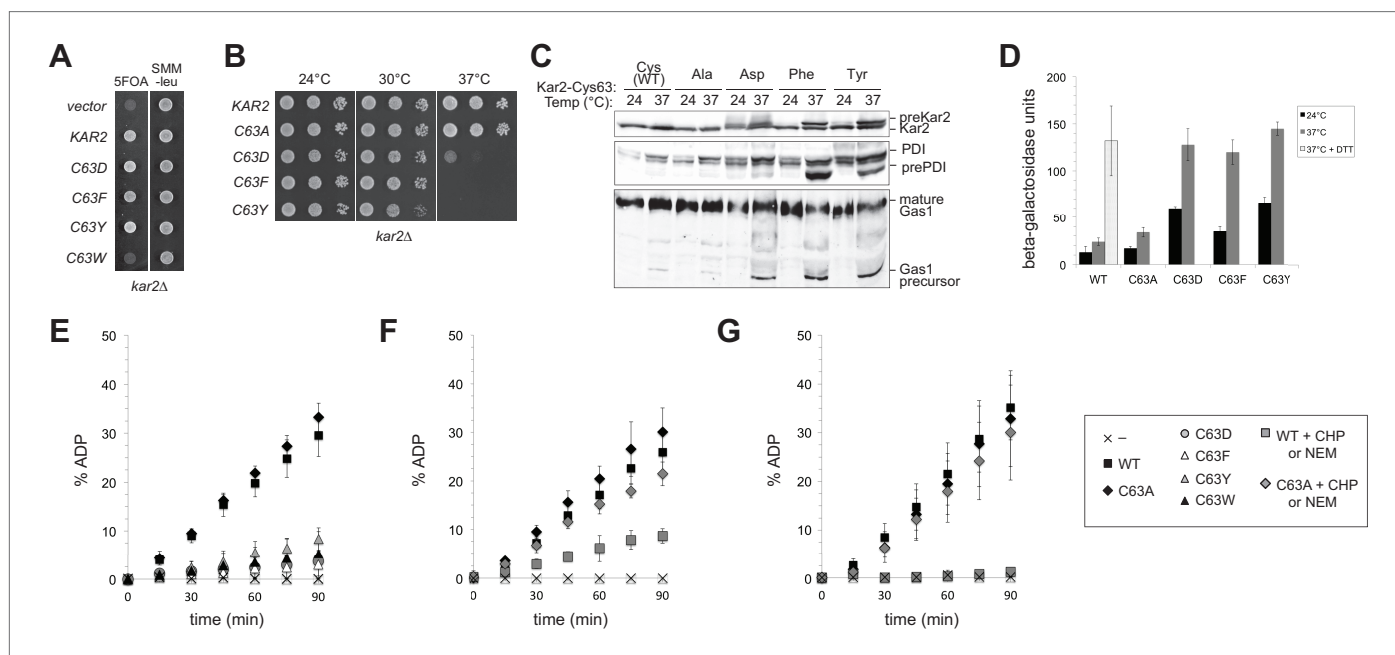 A
5FOA
SMM
-leu
vector
KAR2
C63D
C63F
C63Y
C63W
kar2Δ
B
24°C 30°C 37°C
KAR2
C63A
C63D
C63F
C63Y
kar2Δ
C
Kar2-Cys63: Cys (WT) Ala Asp Phe Tyr
Temp (°C): 24 37 24 37 24 37 24 37 24 37
preKar2
Kar2
PDI
prePDI
mature
Gas1
Gas1
precursor
D
beta-galactosidase units
200
150
100
50
0
WT C63A C63D C63F C63Y
24°C
37°C
37°C + DTT
E
% ADP
50
40
30
20
10
0
0 30 60 90
time (min)
F
% ADP
50
40
30
20
10
0
0 30 60 90
time (min)
G
% ADP
50
40
30
20
10
0
0 30 60 90
time (min)
–
WT
C63A
C63D
C63F
C63Y
C63W
WT + CHP
or NEM
C63A + CHP
or NEM